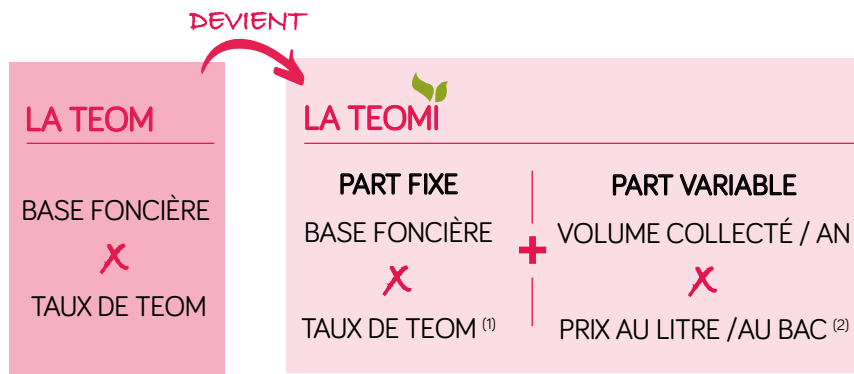 DEVIENT
LA TEOM
BASE FONCIÈRE
X
TAUX DE TEOM
LA TEOMI
PART FIXE
BASE FONCIÈRE
X
TAUX DE TEOM (1)
+
PART VARIABLE
VOLUME COLLECTÉ / AN
X
PRIX AU LITRE /AU BAC (2)